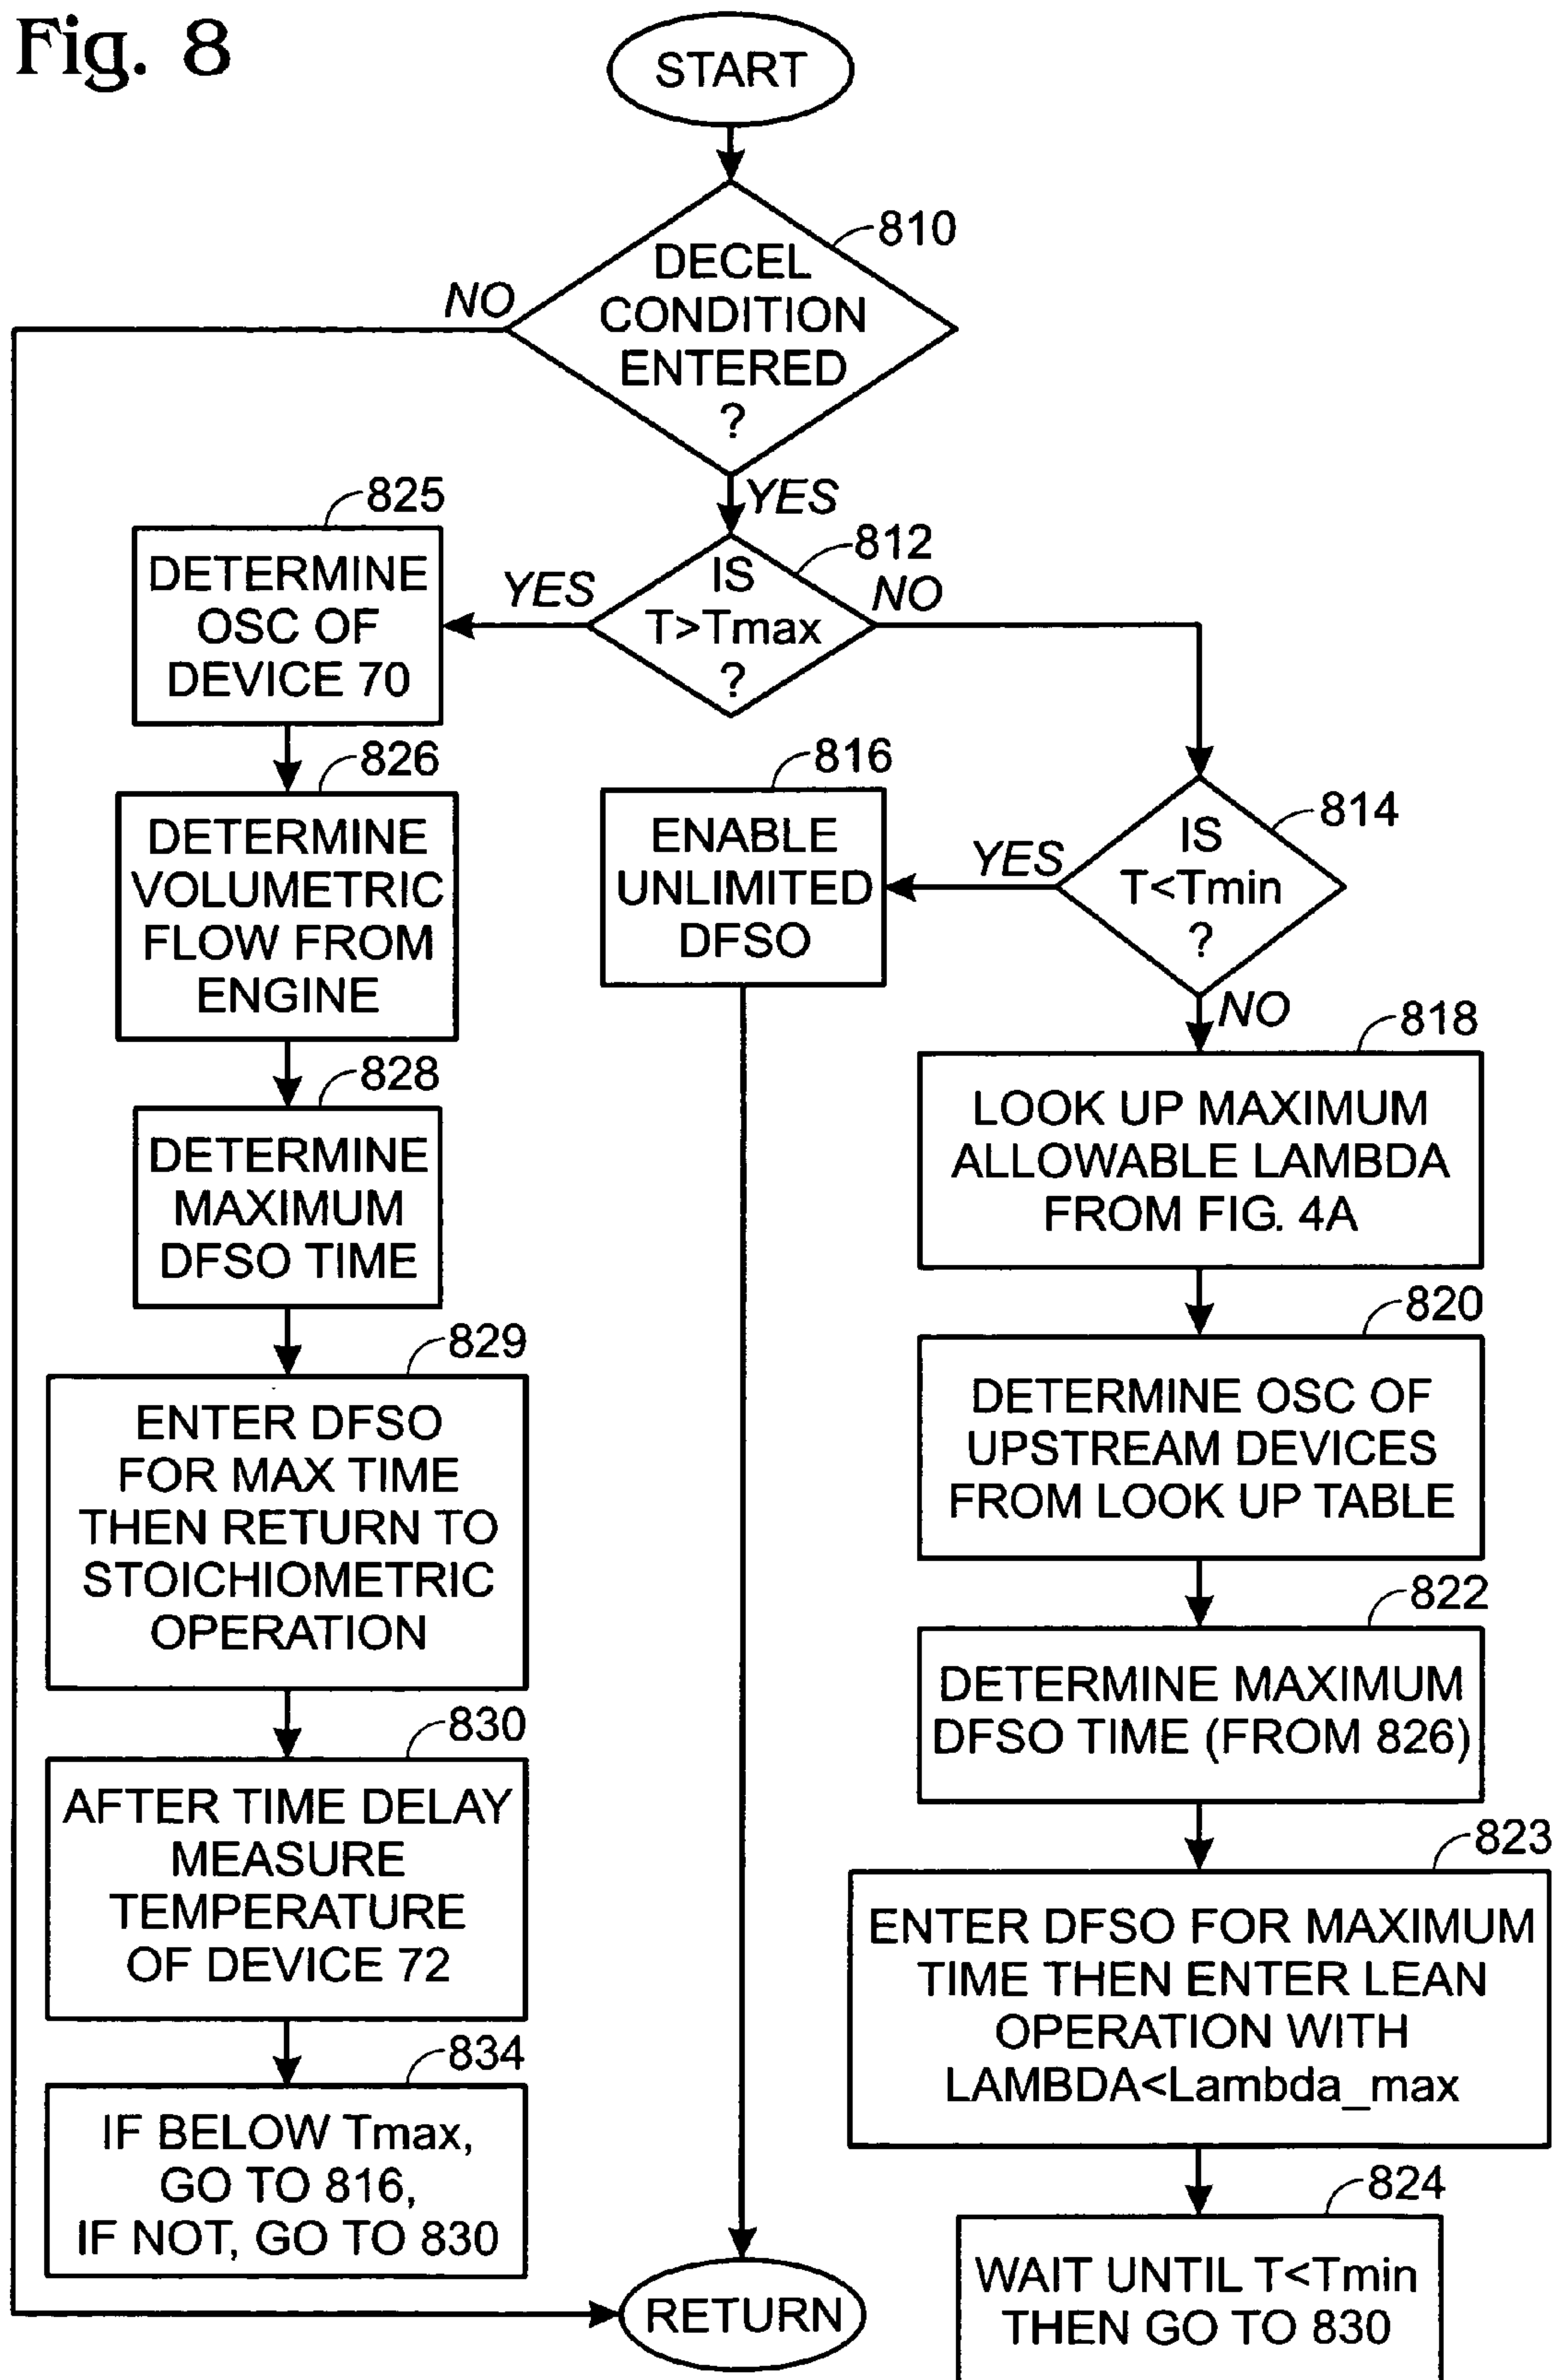 Fig. 8
START
810
DECEL
CONDITION
ENTERED
?
NO
YES
812
IS
T>Tmax
?
YES
NO
825
DETERMINE
OSC OF
DEVICE 70
826
DETERMINE
VOLUMETRIC
FLOW FROM
ENGINE
828
DETERMINE
MAXIMUM
DFSO TIME
829
ENTER DFSO
FOR MAX TIME
THEN RETURN TO
STOICHIOMETRIC
OPERATION
830
AFTER TIME DELAY
MEASURE
TEMPERATURE
OF DEVICE 72
834
IF BELOW Tmax,
GO TO 816,
IF NOT, GO TO 830
816
ENABLE
UNLIMITED
DFSO
814
IS
T<Tmin
?
YES
NO
818
LOOK UP MAXIMUM
ALLOWABLE LAMBDA
FROM FIG. 4A
820
DETERMINE OSC OF
UPSTREAM DEVICES
FROM LOOK UP TABLE
822
DETERMINE MAXIMUM
DFSO TIME (FROM 826)
823
ENTER DFSO FOR MAXIMUM
TIME THEN ENTER LEAN
OPERATION WITH
LAMBDA<Lambda_max
824
WAIT UNTIL T<Tmin
THEN GO TO 830
RETURN